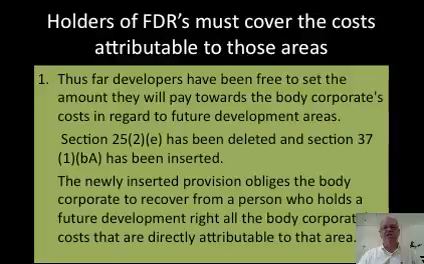 Holders of FDR's must cover the costs
attributable to those areas
1. Thus far developers have been free to set the
amount they will pay towards the body corporate's
costs in regard to future development areas.
Section 25(2)(e) has been deleted and section 37
(1)(bA) has been inserted.
The newly inserted provision obliges the body
corporate to recover from a person who holds a
future development right all the body corporat
costs that are directly attributable to that area.